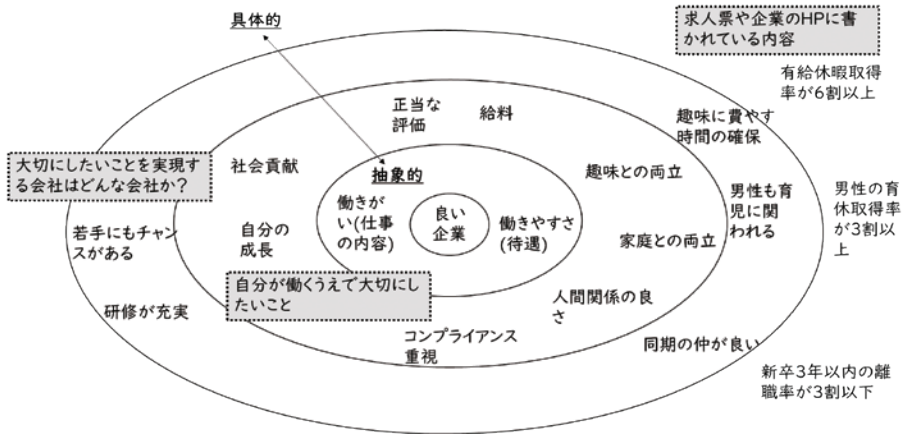 具体的
求人票や企業のHPに書
かれている内容
有給休暇取得
率が6割以上
正当な
評価
給料
趣味に費やす
時間の確保
大切にしたいことを実現す
る会社はどんな会社か?
社会貢献
抽象的
趣味との両立
働きが
い(仕事
の内容)
良い
企業
働きやすさ
(待遇)
男性も育
児に関
われる
男性の育
休取得率
が3割以
上
若手にもチャン
スがある
自分の
成長
家庭との両立
自分が働くうえで大切にし
たいこと
研修が充実
人間関係の良
さ
コンプライアンス
重視
同期の仲が良い
新卒3年以内の離
職率が3割以下